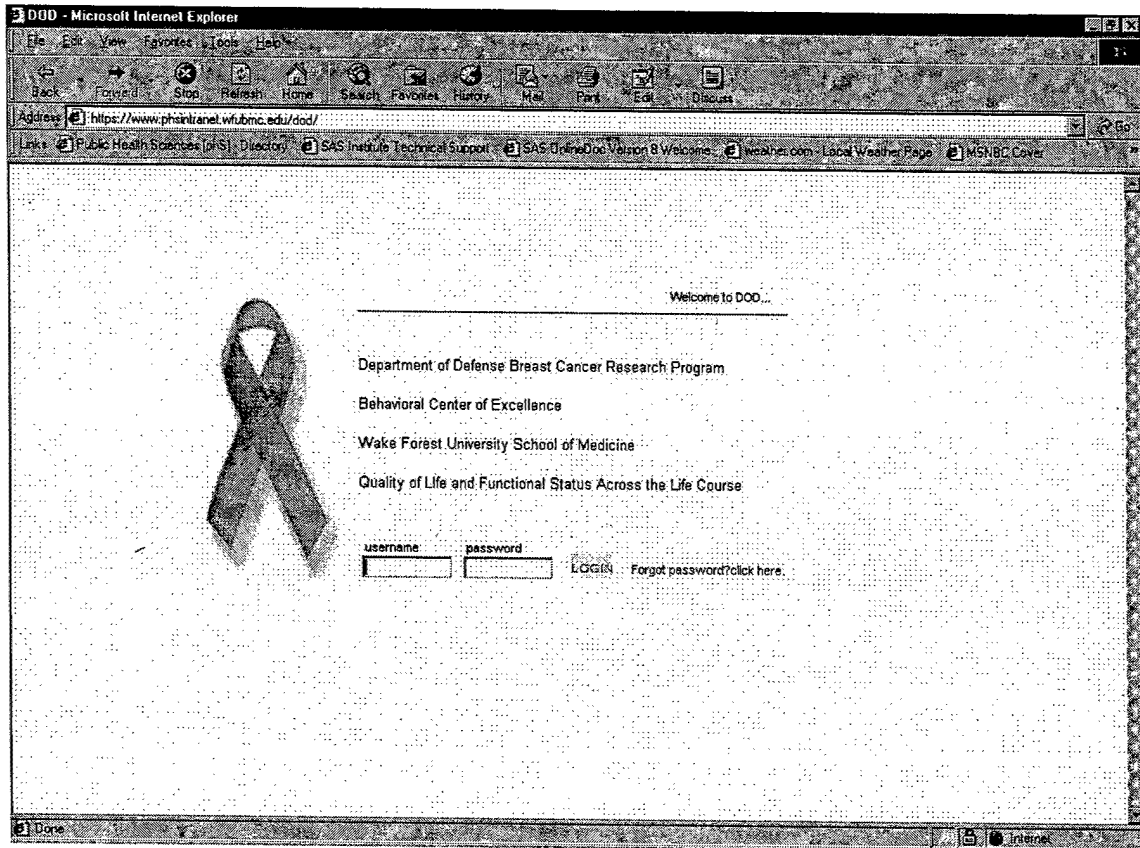 DOD - Microsoft Internet Explorer
File Edit View Favorites Tools Help
Back Forward Stop Refresh Home Search Favorites History Mail Print Edit Discuss
Address https://www.phsintranet.wfubmc.edu/dod/ Go
Links Public Health Sciences [PHS] - Directory SAS Institute Technical Support SAS OnlineDoc Version 8 Welcome weather.com - Local Weather Page MSNBC Cover
Welcome to DOD...
Department of Defense Breast Cancer Research Program
Behavioral Center of Excellence
Wake Forest University School of Medicine
Quality of Life and Functional Status Across the Life Course
username password
LOGIN Forgot password?click here.
Done Internet